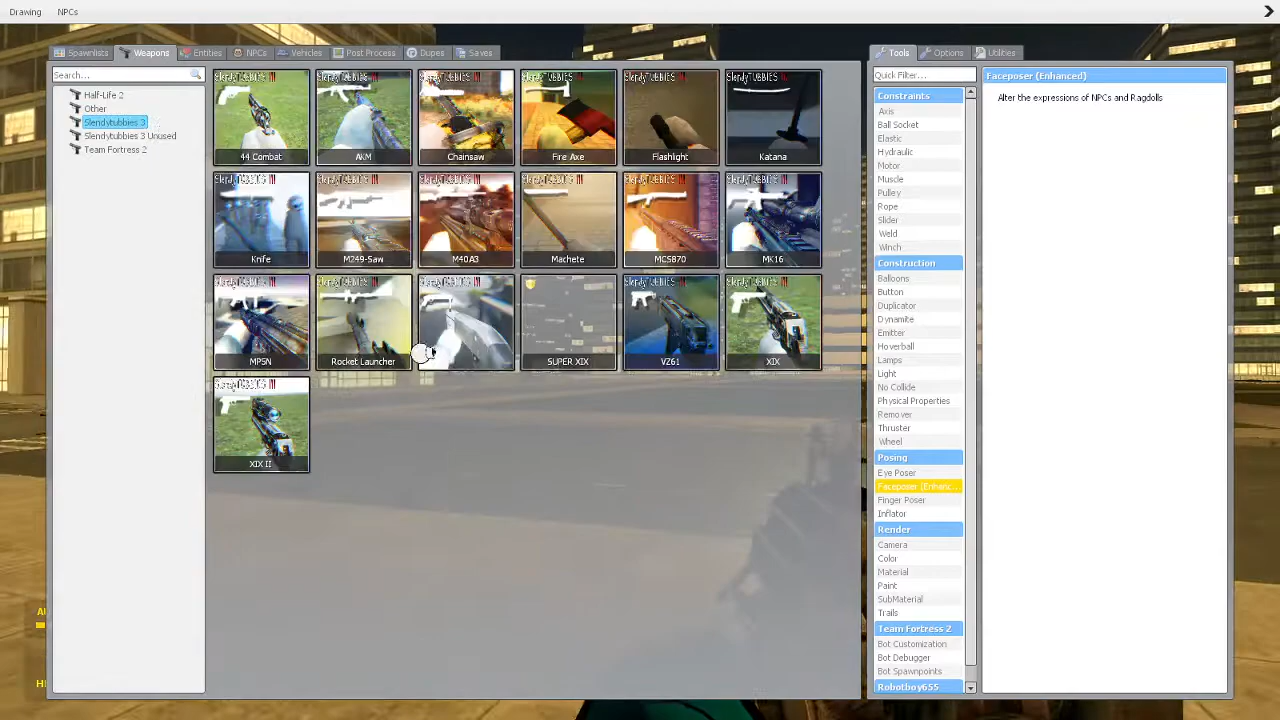 Drawing NPCs
Spawnlists Weapons Entities NPCs Vehicles Post Process Dupes Saves
Search...
Half-Life 2
Other
Slendytubbies 3
Slendytubbies 3 Unused
Team Fortress 2
44 Combat AKM Chainsaw Fire Axe Flashlight Katana
Knife M249-Saw M40A3 Machete MCS870 MK16
MPSN Rocket Launcher SUPER XIX VZ61 XIX
XIX II
Tools Options Utilities
Quick Filter...
Constraints
Axis
Ball Socket
Elastic
Hydraulic
Motor
Muscle
Pulley
Rope
Slider
Weld
Winch
Construction
Balloons
Button
Duplicator
Dynamite
Emitter
Hoverball
Lamps
Light
No Collide
Physical Properties
Remover
Thruster
Wheel
Posing
Eye Poser
Faceposer (Enhanc...
Finger Poser
Inflator
Render
Camera
Color
Material
Paint
SubMaterial
Trails
Team Fortress 2
Bot Customization
Bot Debugger
Bot Spawnpoints
Robotboy655
Faceposer (Enhanced)
Alter the expressions of NPCs and Ragdolls